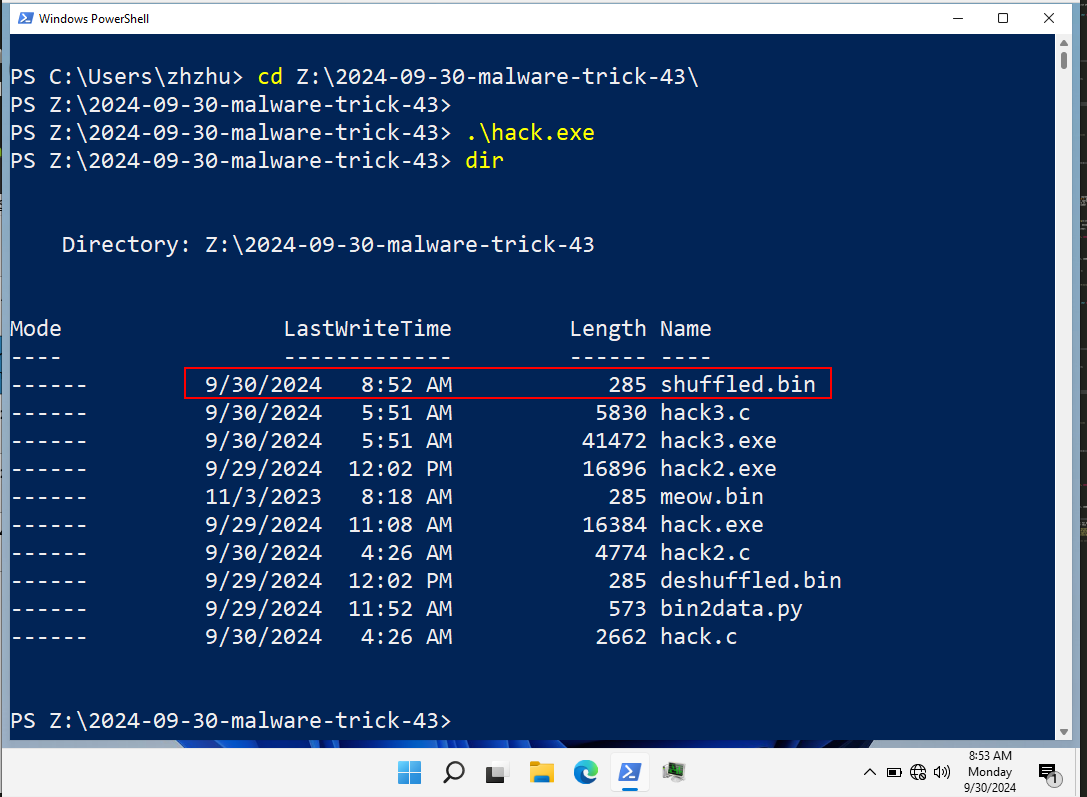 Windows PowerShell
PS C:\Users\zhzhu> cd Z:\2024-09-30-malware-trick-43\
PS Z:\2024-09-30-malware-trick-43>
PS Z:\2024-09-30-malware-trick-43> .\hack.exe
PS Z:\2024-09-30-malware-trick-43> dir
    Directory: Z:\2024-09-30-malware-trick-43
Mode                 LastWriteTime         Length Name
----                 -------------         ------ ----
------         9/30/2024   8:52 AM            285 shuffled.bin
------         9/30/2024   5:51 AM           5830 hack3.c
------         9/30/2024   5:51 AM          41472 hack3.exe
------         9/29/2024  12:02 PM          16896 hack2.exe
------         11/3/2023   8:18 AM            285 meow.bin
------         9/29/2024  11:08 AM          16384 hack.exe
------         9/30/2024   4:26 AM           4774 hack2.c
------         9/29/2024  12:02 PM            285 deshuffled.bin
------         9/29/2024  11:52 AM            573 bin2data.py
------         9/30/2024   4:26 AM           2662 hack.c
PS Z:\2024-09-30-malware-trick-43>
8:53 AM
Monday
9/30/2024
1